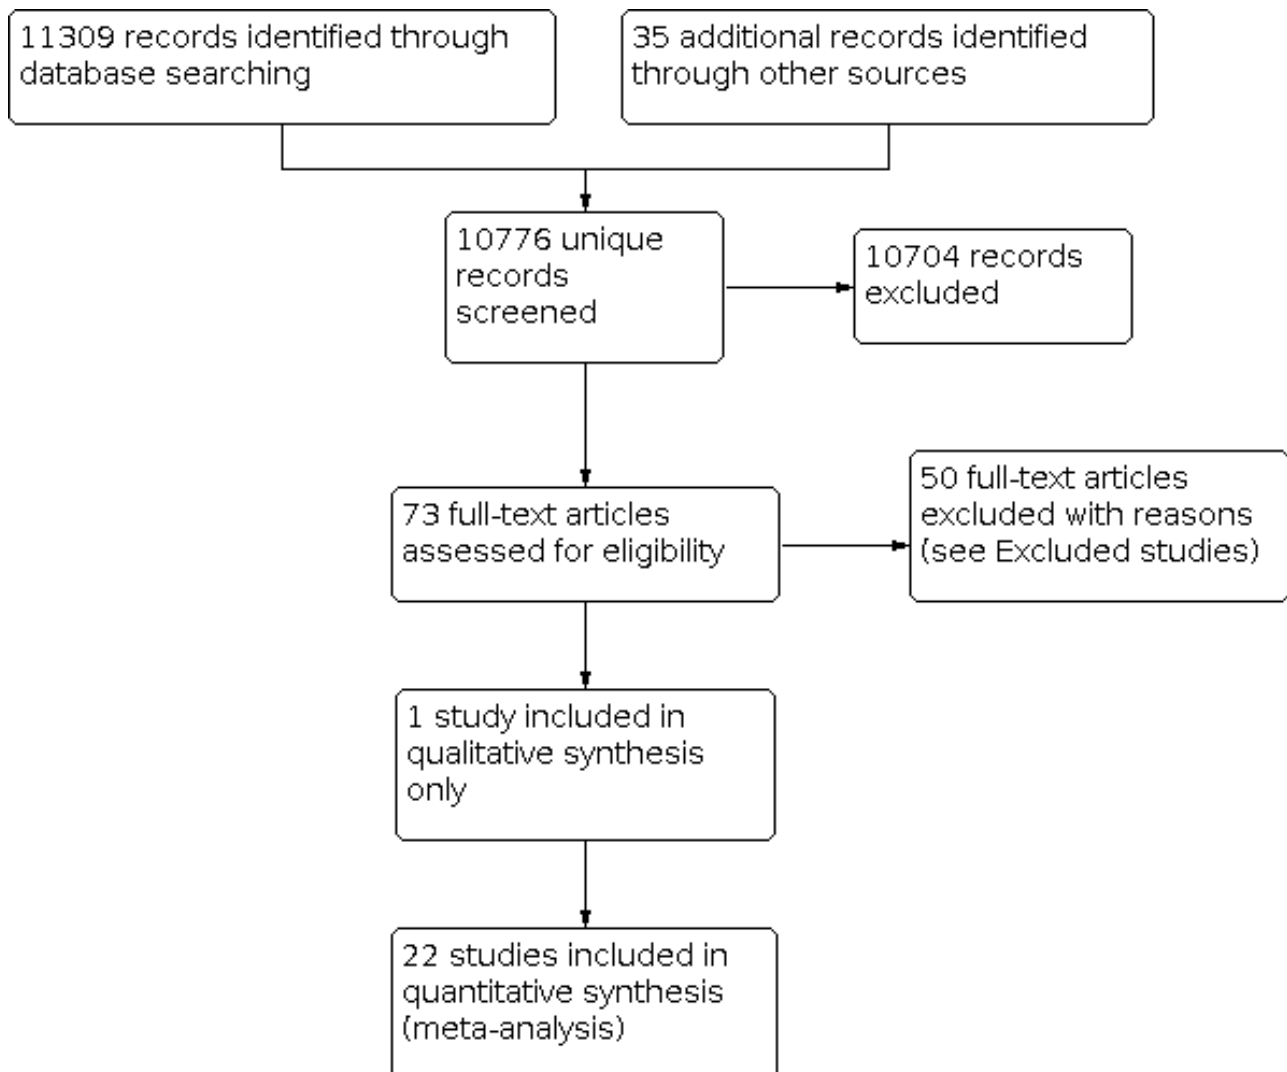 11309 records identified through
database searching
35 additional records identified
through other sources
10776 unique
records
screened
10704 records
excluded
73 full-text articles
assessed for eligibility
50 full-text articles
excluded with reasons
(see Excluded studies)
1 study included in
qualitative synthesis
only
22 studies included in
quantitative synthesis
(meta-analysis)